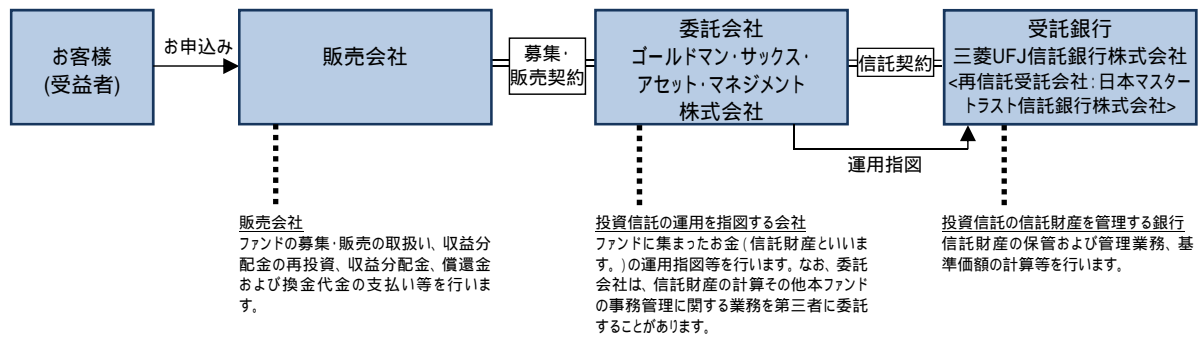 お客様
(受益者)
お申込み
販売会社
募集・
販売契約
委託会社
ゴールドマン・サックス・
アセット・マネジメント
株式会社
信託契約
受託銀行
三菱UFJ信託銀行株式会社
<再信託受託会社:日本マスター
トラスト信託銀行株式会社>
運用指図
販売会社
ファンドの募集・販売の取扱い、収益分
配金の再投資、収益分配金、償還金
および換金代金の支払い等を行いま
す。
投資信託の運用を指図する会社
ファンドに集まったお金(信託財産といいま
す。)の運用指図等を行います。なお、委託
会社は、信託財産の計算その他本ファンド
の事務管理に関する業務を第三者に委託
することがあります。
投資信託の信託財産を管理する銀行
信託財産の保管および管理業務、基
準価額の計算等を行います。